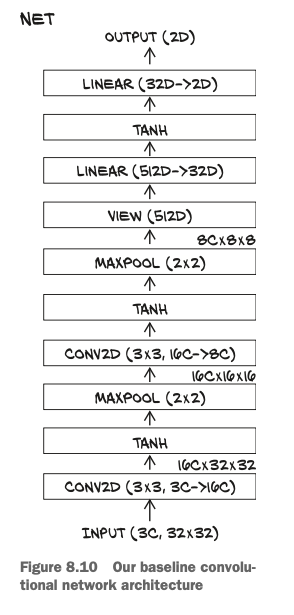 NET
OUTPUT (2D)
LINEAR (32D->2D)
TANH
LINEAR (512D->32D)
VIEW (512D)
8CX8X8
MAXPOOL (2X2)
TANH
CONV2D (3X3, 16C->8C)
16CX16X16
MAXPOOL (2X2)
TANH
16CX32X32
CONV2D (3X3, 3C->16C)
INPUT (3C, 32X32)
Figure 8.10 Our baseline convolu-
tional network architecture